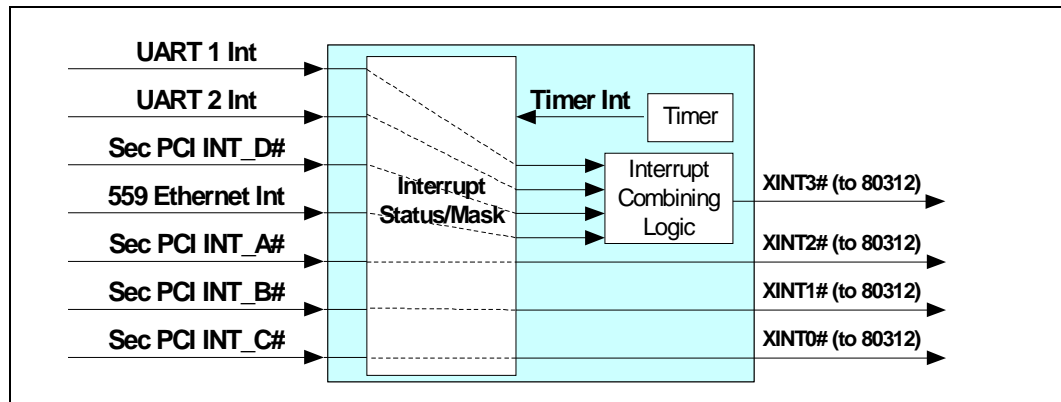 UART 1 Int
UART 2 Int
Sec PCI INT_D#
559 Ethernet Int
Sec PCI INT_A#
Sec PCI INT_B#
Sec PCI INT_C#
Interrupt
Status/Mask
Timer Int
Timer
Interrupt
Combining
Logic
XINT3# (to 80312)
XINT2# (to 80312)
XINT1# (to 80312)
XINT0# (to 80312)